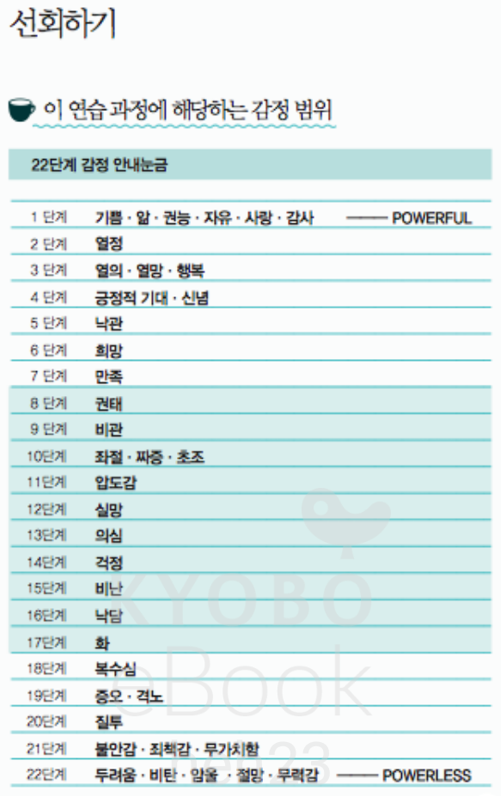 선회하기
이 연습 과정에 해당하는 감정 범위
22단계 감정 안내눈금
1 단계 기쁨 · 앎 · 권능 · 자유 · 사랑 · 감사 —— POWERFUL
2 단계 열정
3 단계 열의 · 열망 · 행복
4 단계 긍정적 기대 · 신념
5 단계 낙관
6 단계 희망
7 단계 만족
8 단계 권태
9 단계 비관
10단계 좌절 · 짜증 · 초조
11단계 압도감
12단계 실망
13단계 의심
14단계 걱정
15단계 비난
16단계 낙담
17단계 화
18단계 복수심
19단계 증오 · 격노
20단계 질투
21단계 불안감 · 죄책감 · 무가치함
22단계 두려움 · 비탄 · 암울 · 절망 · 무력감 —— POWERLESS
KYOBO
eBook